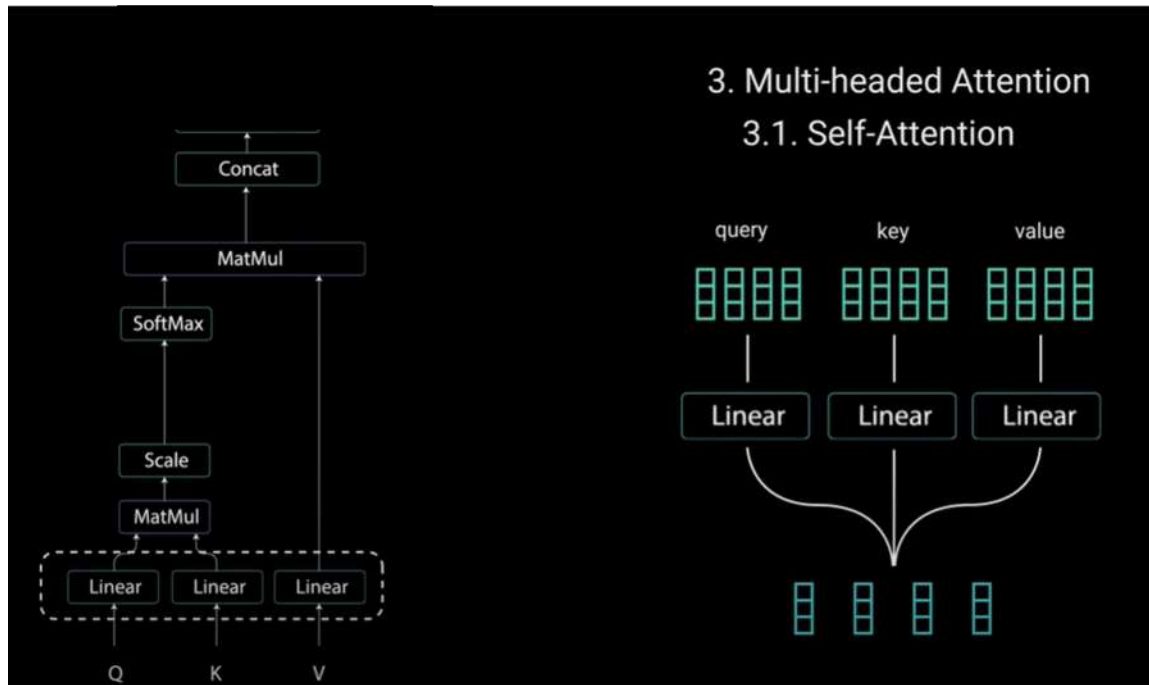 3. Multi-headed Attention
3.1. Self-Attention
Concat
MatMul
SoftMax
Scale
MatMul
Linear Linear Linear
Q K V
query key value
Linear Linear Linear